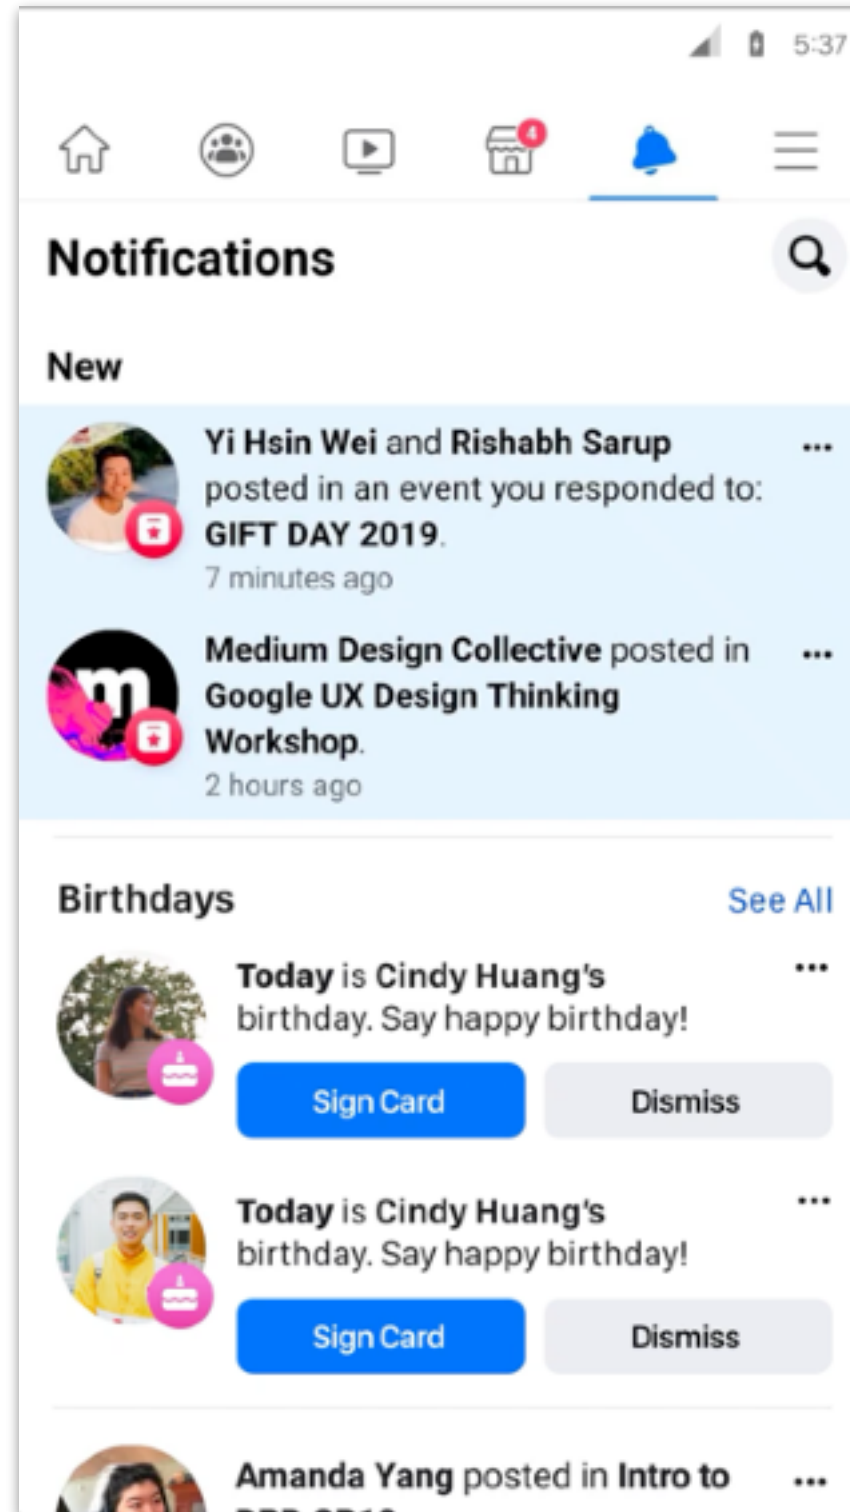 5:37
4
Notifications
New
Yi Hsin Wei and Rishabh Sarup
posted in an event you responded to:
GIFT DAY 2019.
7 minutes ago
m
Medium Design Collective posted in
Google UX Design Thinking
Workshop.
2 hours ago
Birthdays
See All
Today is Cindy Huang's
birthday. Say happy birthday!
Sign Card
Dismiss
Today is Cindy Huang's
birthday. Say happy birthday!
Sign Card
Dismiss
Amanda Yang posted in Intro to